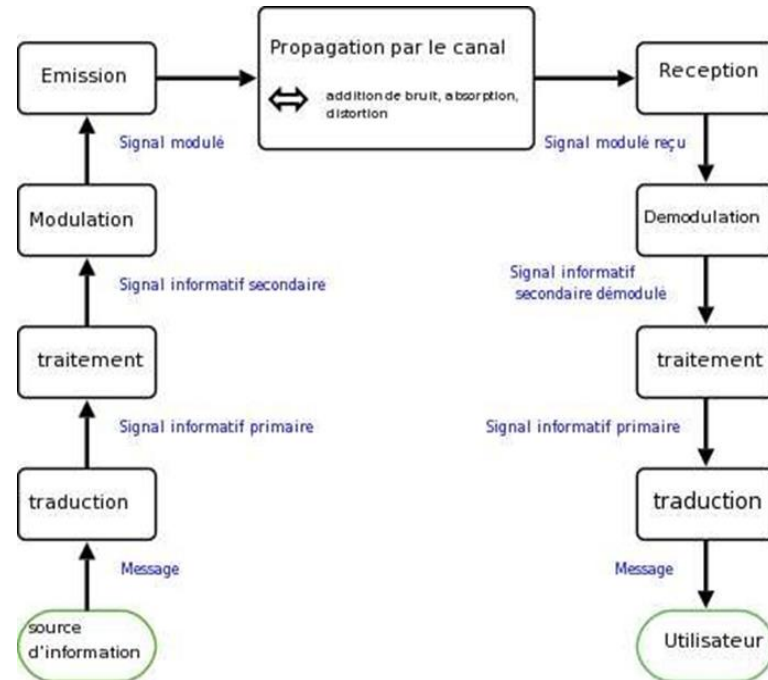 Emission
Propagation par le canal
addition de bruit, absorption,
distortion
Reception
Signal modulé
Signal modulé reçu
Modulation
Demodulation
Signal informatif secondaire
Signal informatif
secondaire démodulé
traitement
traitement
Signal informatif primaire
Signal informatif primaire
traduction
traduction
Message
Message
source
d'information
Utilisateur